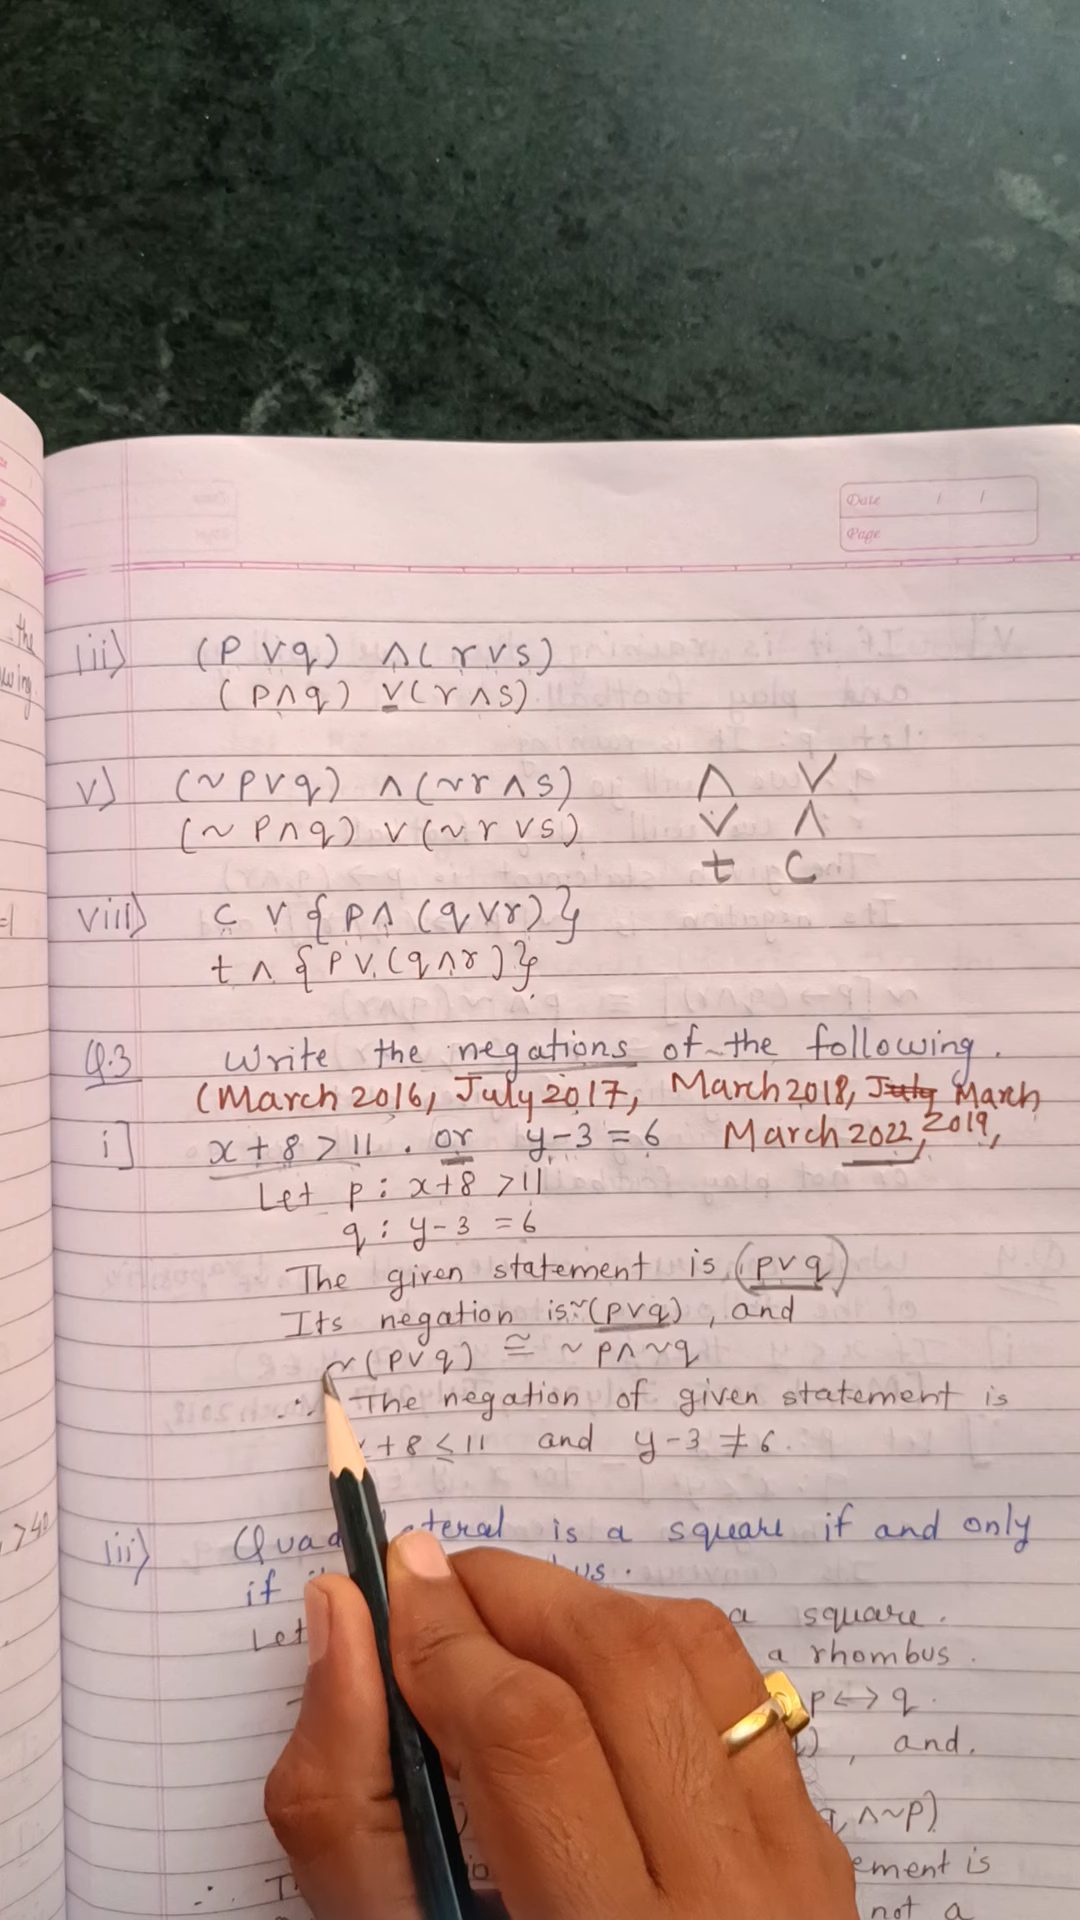 Date / /
Page
iii) (p ∨ q) ∧ (r ∨ s)
(p ∧ q) ∨ (r ∧ s)
v) (~p ∨ q) ∧ (~r ∧ s) ∧ ∨
(~p ∧ q) ∨ (~r ∨ s) ∨ ∧
t c
viii) c ∨ {p ∧ (q ∨ r)}
t ∧ {p ∨ (q ∧ r)}
Q.3 Write the negations of the following.
(March 2016, July 2017, March 2018, March
i] x + 8 > 11 . or y - 3 = 6 March 2022, 2019,
Let p : x + 8 > 11
q : y - 3 = 6
The given statement is (p ∨ q)
Its negation is ~(p ∨ q), and
~(p ∨ q) ≅ ~p ∧ ~q
∴ The negation of given statement is
+ 8 ≤ 11 and y - 3 ≠ 6.
iii) is a square if and only
if
Let a square.
a rhombus.
p ↔ q.
, and.
∧ ~p)
∴ is
not a
the
> 40